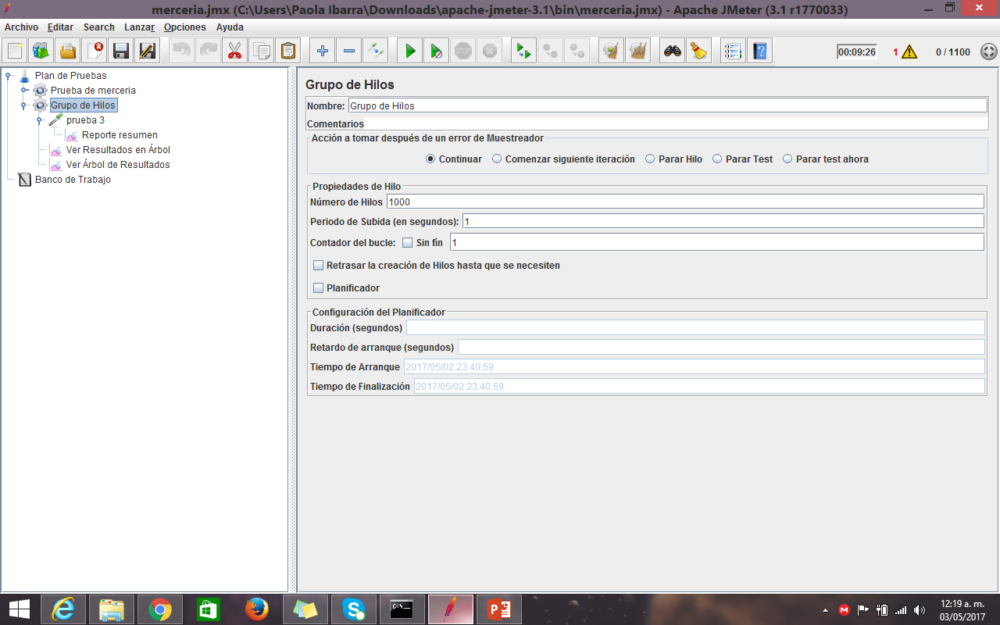 merceria.jmx (C:\Users\Paola Ibarra\Downloads\apache-jmeter-3.1\bin\merceria.jmx) - Apache JMeter (3.1 r1770033)
Archivo Editar Search Lanzar Opciones Ayuda
STOP 00:09:26 1 0 / 1100
Plan de Pruebas
Prueba de merceria
Grupo de Hilos
prueba 3
Reporte resumen
Ver Resultados en Árbol
Ver Árbol de Resultados
Banco de Trabajo
Grupo de Hilos
Nombre: Grupo de Hilos
Comentarios
Acción a tomar después de un error de Muestreador
Continuar Comenzar siguiente iteración Parar Hilo Parar Test Parar test ahora
Propiedades de Hilo
Número de Hilos 1000
Periodo de Subida (en segundos): 1
Contador del bucle: Sin fin 1
Retrasar la creación de Hilos hasta que se necesiten
Planificador
Configuración del Planificador
Duración (segundos)
Retardo de arranque (segundos)
Tiempo de Arranque 2017/05/02 23:40:59
Tiempo de Finalización 2017/05/02 23:40:59
12:19 a. m.
03/05/2017